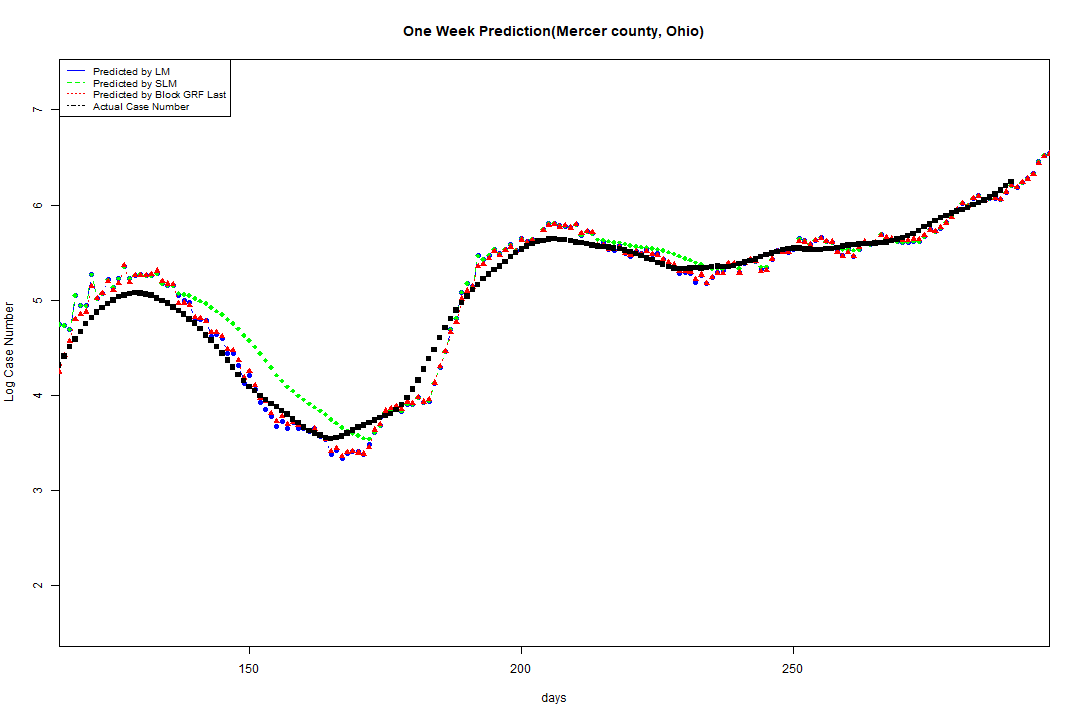 One Week Prediction(Mercer county, Ohio)
Predicted by LM
Predicted by SLM
Predicted by Block GRF Last
Actual Case Number
7
6
5
4
3
2
Log Case Number
150
200
250
days